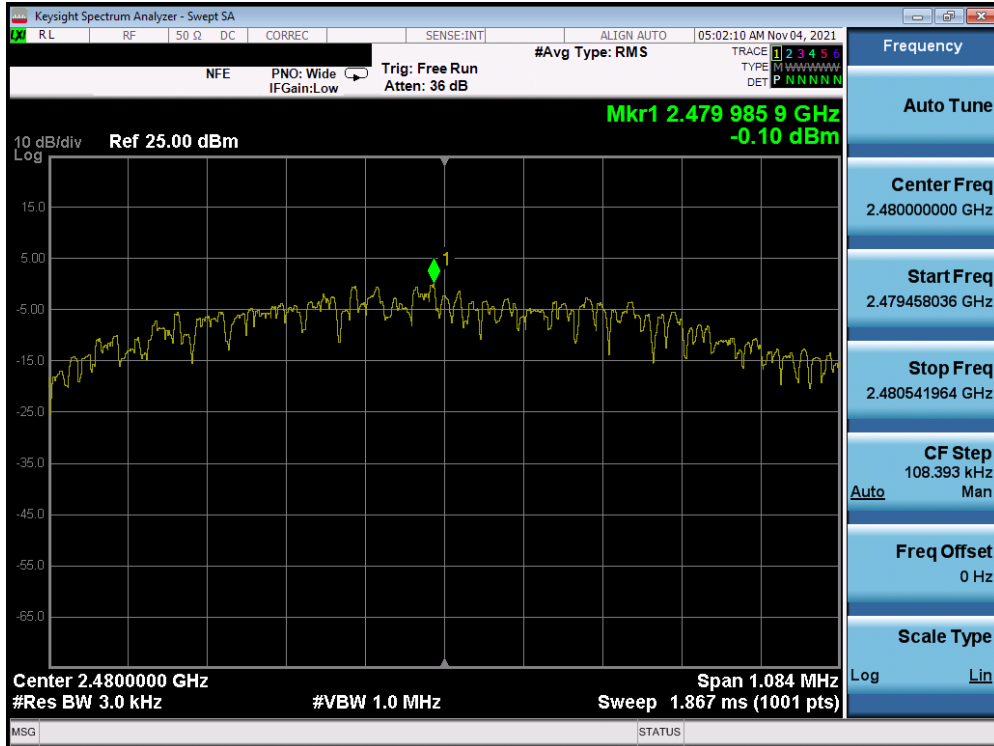 Keysight Spectrum Analyzer - Swept SA
LXI RL RF 50 Ω DC CORREC SENSE:INT ALIGN AUTO 05:02:10 AM Nov 04, 2021
#Avg Type: RMS TRACE 1 2 3 4 5 6
NFE PNO: Wide Trig: Free Run TYPE MWWWWW
IFGain:Low Atten: 36 dB DET P N N N N N
Mkr1 2.479 985 9 GHz
10 dB/div Ref 25.00 dBm -0.10 dBm
Log
15.0
5.00
1
-5.00
-15.0
-25.0
-35.0
-45.0
-55.0
-65.0
Center 2.4800000 GHz Span 1.084 MHz
#Res BW 3.0 kHz #VBW 1.0 MHz Sweep 1.867 ms (1001 pts)
MSG STATUS
Frequency
Auto Tune
Center Freq
2.480000000 GHz
Start Freq
2.479458036 GHz
Stop Freq
2.480541964 GHz
CF Step
108.393 kHz
Auto Man
Freq Offset
0 Hz
Scale Type
Log Lin